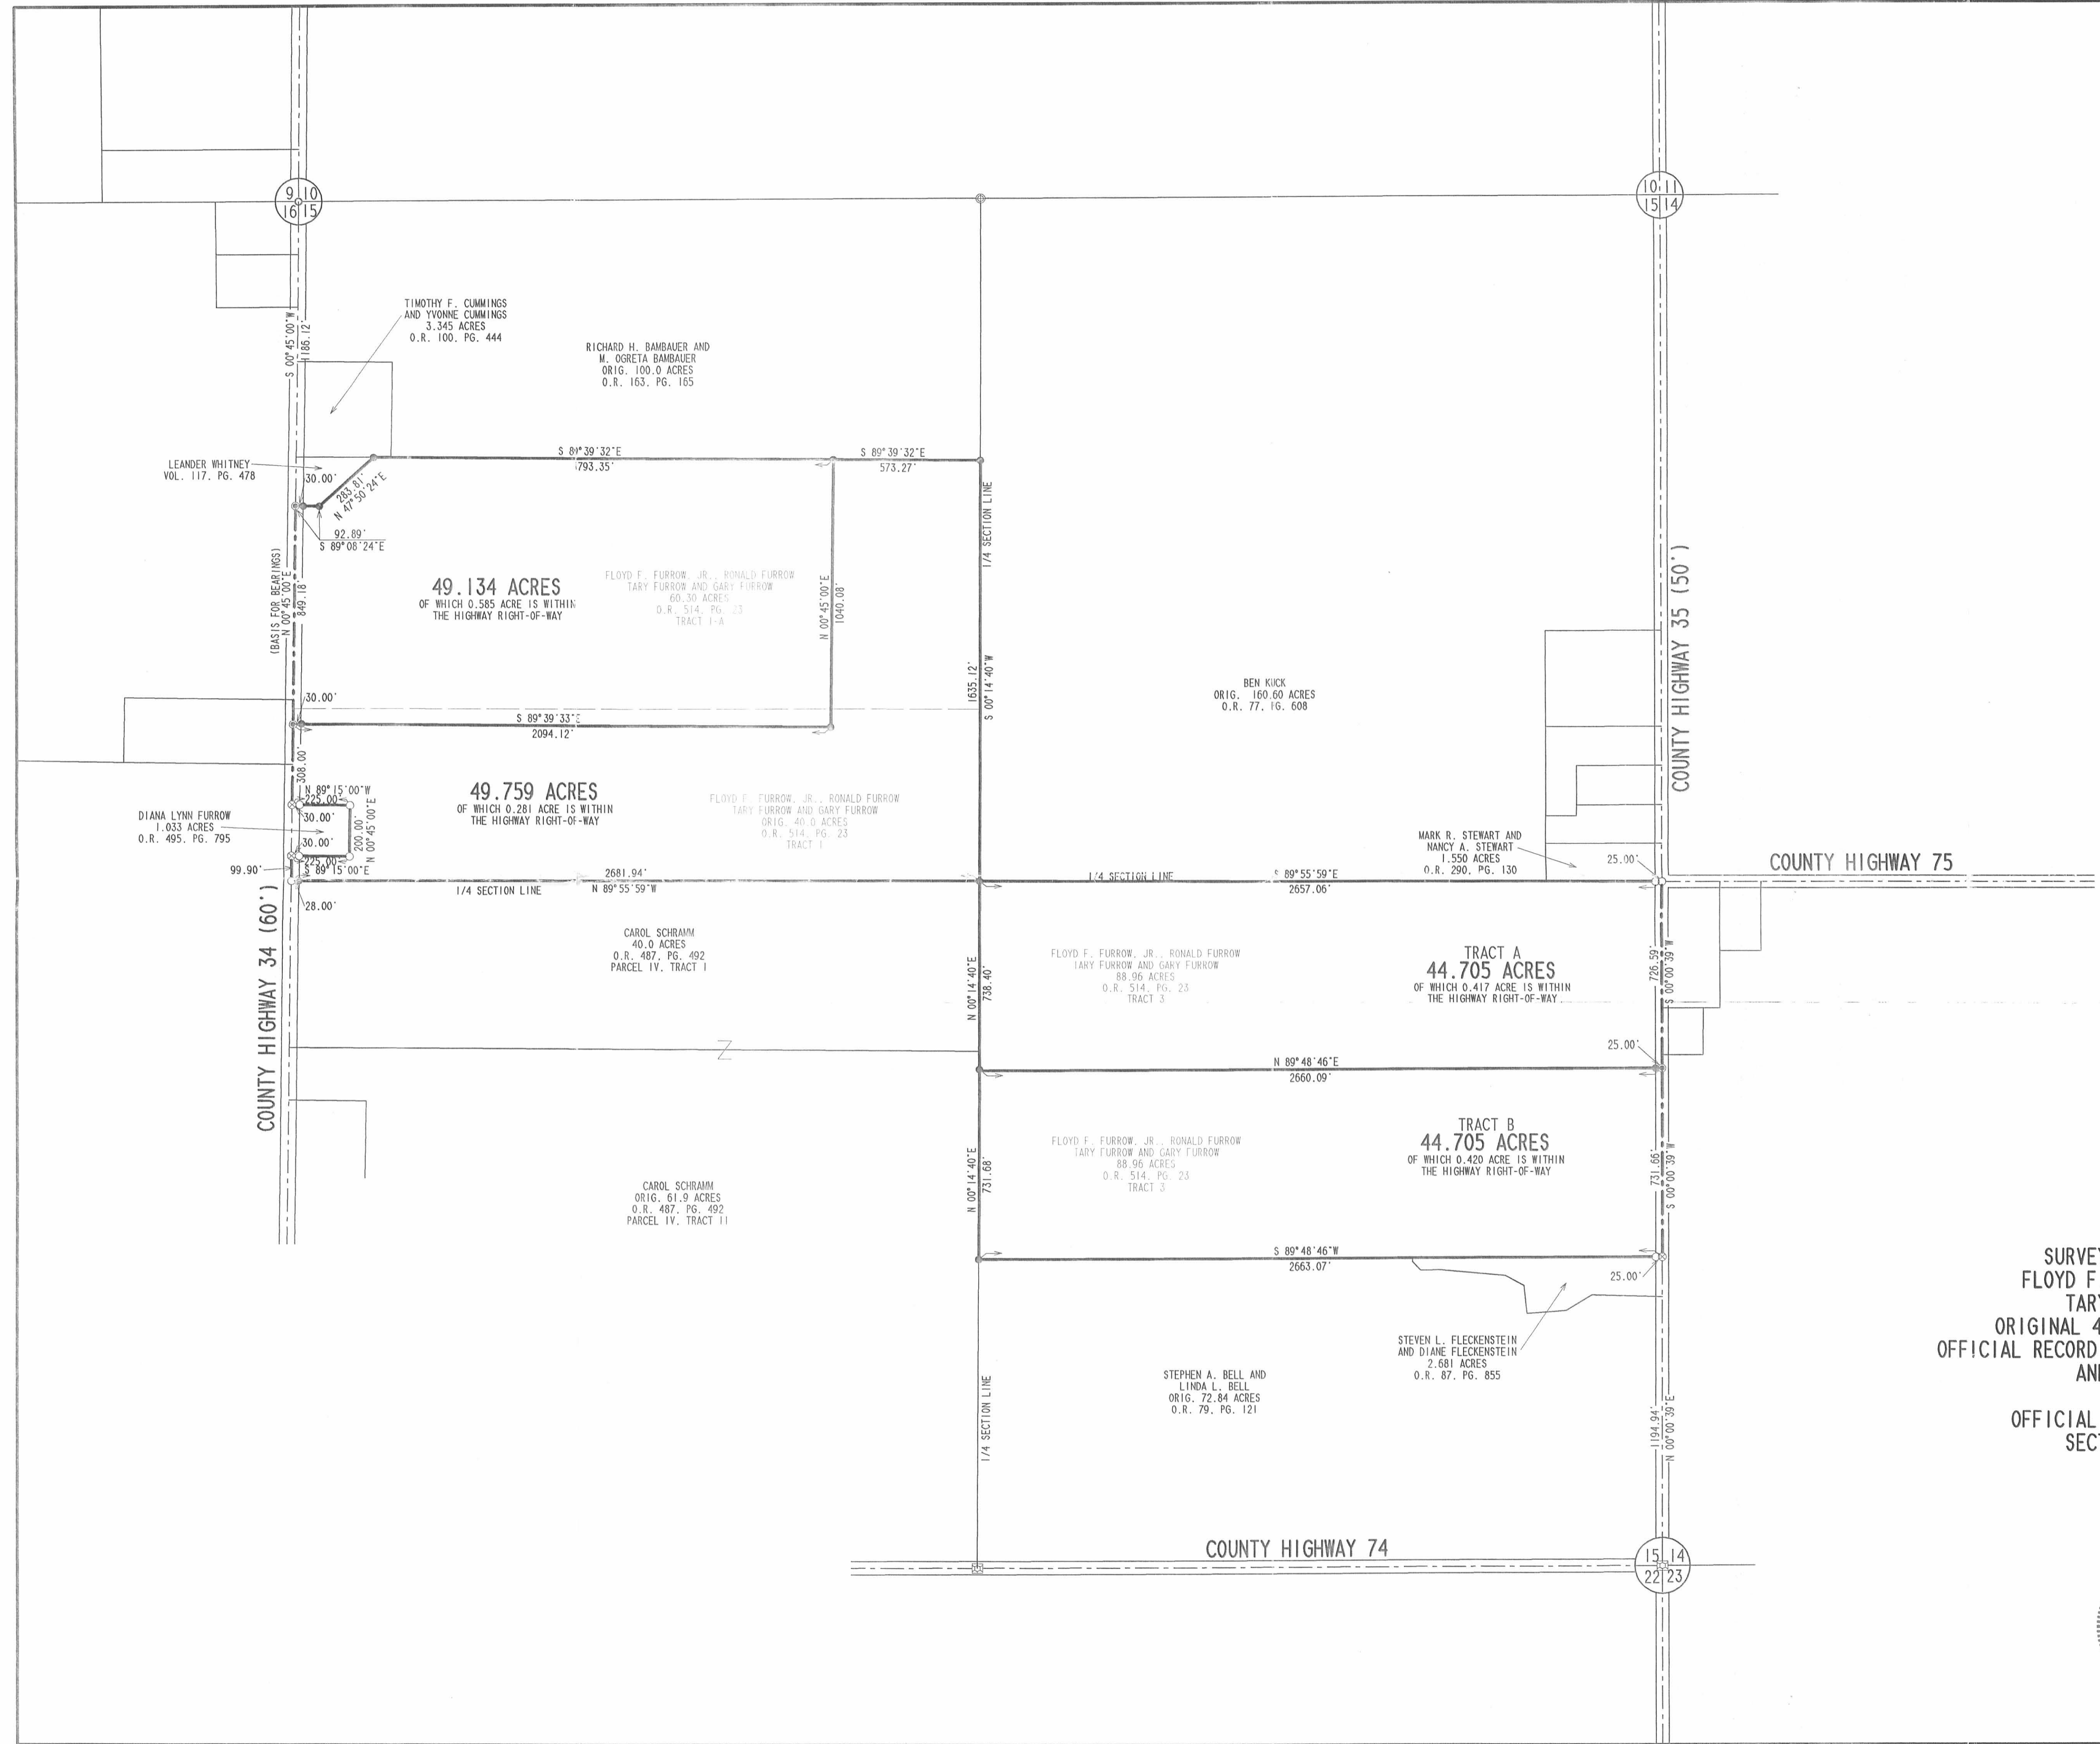 9 10
16 15
10 11
15 14
S 00°45'00"W
1186.12'
TIMOTHY F. CUMMINGS
AND YVONNE CUMMINGS
3.345 ACRES
O.R. 100, PG. 444
RICHARD H. BAMBAUER AND
M. OGRETA BAMBAUER
ORIG. 100.0 ACRES
O.R. 163, PG. 165
LEANDER WHITNEY
VOL. 117, PG. 478
30.00'
283.81'
N 47°50'24"E
92.89'
S 89°08'24"E
S 89°39'32"E
1793.35'
S 89°39'32"E
573.27'
1/4 SECTION LINE
(BASIS FOR BEARINGS)
N 00°45'00"E
849.18'
49.134 ACRES
OF WHICH 0.585 ACRE IS WITHIN
THE HIGHWAY RIGHT-OF-WAY
FLOYD F. FURROW, JR., RONALD FURROW
TARY FURROW AND GARY FURROW
60.30 ACRES
O.R. 514, PG. 23
TRACT 1-A
N 00°45'00"E
1040.08'
1635.12'
S 00°14'40"W
BEN KUCK
ORIG. 160.60 ACRES
O.R. 77, PG. 608
COUNTY HIGHWAY 35 (50')
30.00'
S 89°39'33"E
2094.12'
308.00'
N 89°15'00"W
225.00'
30.00'
200.00'
N 00°45'00"E
30.00'
225.00'
S 89°15'00"E
DIANA LYNN FURROW
1.033 ACRES
O.R. 495, PG. 795
99.90'
28.00'
49.759 ACRES
OF WHICH 0.281 ACRE IS WITHIN
THE HIGHWAY RIGHT-OF-WAY
FLOYD F. FURROW, JR., RONALD FURROW
TARY FURROW AND GARY FURROW
ORIG. 40.0 ACRES
O.R. 514, PG. 23
TRACT 1
1/4 SECTION LINE
2681.94'
N 89°55'59"W
1/4 SECTION LINE
S 89°55'59"E
2657.06'
MARK R. STEWART AND
NANCY A. STEWART
1.550 ACRES
O.R. 290, PG. 130
25.00'
COUNTY HIGHWAY 75
COUNTY HIGHWAY 34 (60')
CAROL SCHRAMM
40.0 ACRES
O.R. 487, PG. 492
PARCEL IV, TRACT I
N 00°14'40"E
738.40'
FLOYD F. FURROW, JR., RONALD FURROW
TARY FURROW AND GARY FURROW
88.96 ACRES
O.R. 514, PG. 23
TRACT 3
TRACT A
44.705 ACRES
OF WHICH 0.417 ACRE IS WITHIN
THE HIGHWAY RIGHT-OF-WAY
726.59'
S 00°00'39"W
25.00'
N 89°48'46"E
2660.09'
Z
CAROL SCHRAMM
ORIG. 61.9 ACRES
O.R. 487, PG. 492
PARCEL IV, TRACT II
N 00°14'40"E
731.68'
FLOYD F. FURROW, JR., RONALD FURROW
TARY FURROW AND GARY FURROW
88.96 ACRES
O.R. 514, PG. 23
TRACT 3
TRACT B
44.705 ACRES
OF WHICH 0.420 ACRE IS WITHIN
THE HIGHWAY RIGHT-OF-WAY
731.66'
S 00°00'39"W
S 89°48'46"W
2663.07'
25.00'
STEVEN L. FLECKENSTEIN
AND DIANE FLECKENSTEIN
2.681 ACRES
O.R. 87, PG. 855
STEPHEN A. BELL AND
LINDA L. BELL
ORIG. 72.84 ACRES
O.R. 79, PG. 121
1/4 SECTION LINE
1194.94'
N 00°00'39"E
COUNTY HIGHWAY 74
15 14
22 23
SURVE
FLOYD F
TAR
ORIGINAL 4
OFFICIAL RECORD
AN
OFFICIAL
SEC